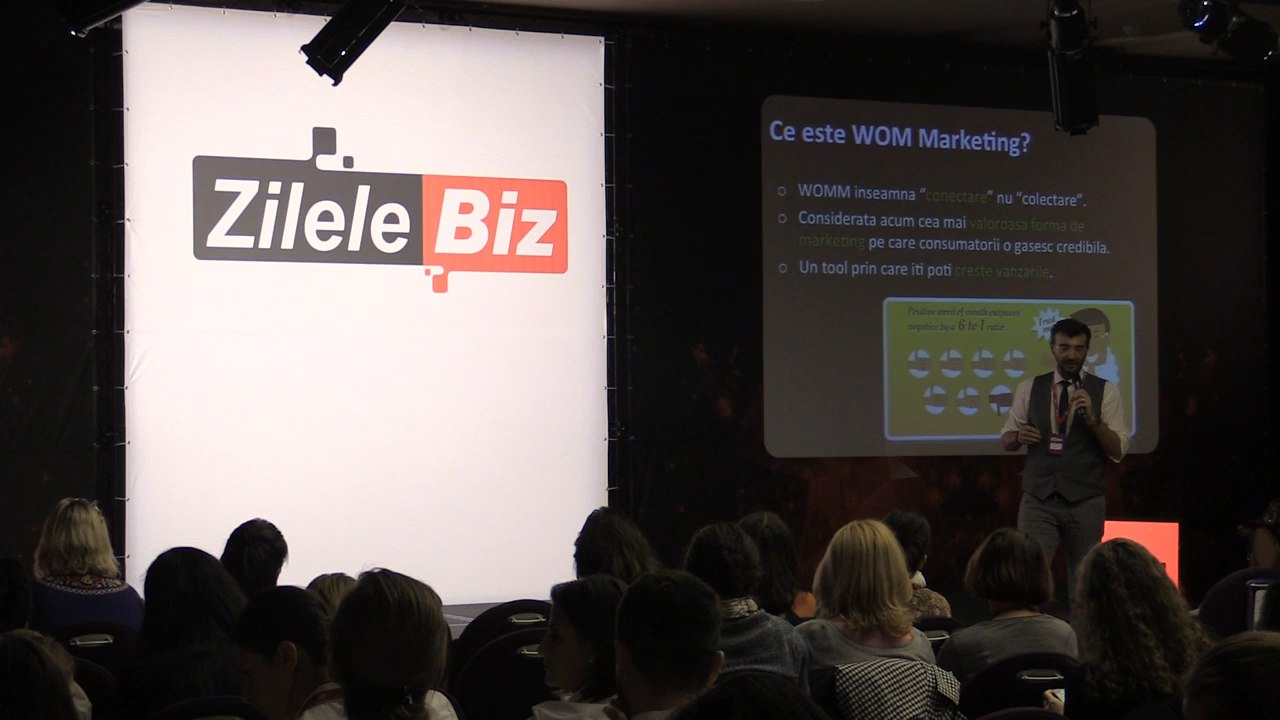 Zilele Biz
Ce este WOM Marketing?
WOMM inseamna “conectare” nu “colectare”.
Considerata acum cea mai valoroasa forma de
marketing pe care consumatorii o gasesc credibila.
Un tool prin care iti poti creste vanzarile.
Positive word of mouth outpaces
negative by a 6 to 1 ratio